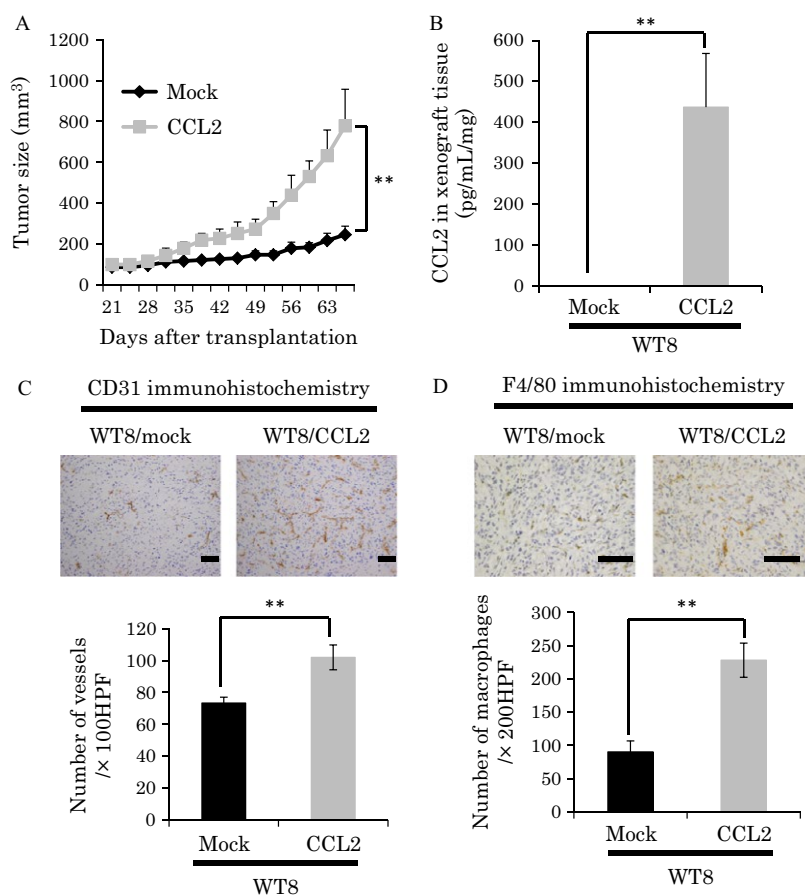 A
Tumor size (mm³)
1200
1000
800
600
400
200
0
Mock
CCL2
**
21 28 35 42 49 56 63
Days after transplantation
B
CCL2 in xenograft tissue
(pg/mL/mg)
600
500
400
300
400
600
0
**
Mock CCL2
WT8
C
CD31 immunohistochemistry
WT8/mock WT8/CCL2
Number of vessels
/× 100HPF
120
100
80
60
40
20
0
**
Mock CCL2
WT8
D
F4/80 immunohistochemistry
WT8/mock WT8/CCL2
Number of macrophages
/× 200HPF
300
250
200
150
100
50
0
**
Mock CCL2
WT8